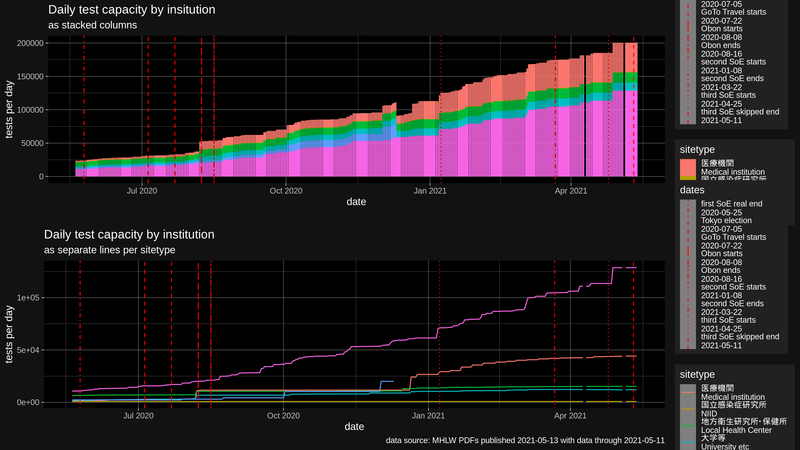 Daily test capacity by insitution
as stacked columns
tests per day
200000
150000
100000
50000
0
Jul 2020
Oct 2020
Jan 2021
Apr 2021
date
2020-07-05
GoTo Travel starts
2020-07-22
Obon starts
2020-08-08
Obon ends
2020-08-16
second SoE starts
2021-01-08
second SoE ends
2021-03-22
third SoE starts
2021-04-25
third SoE skipped end
2021-05-11
sitetype
医療機関
Medical institution
国立感染症研究所
dates
first SoE real end
2020-05-25
Tokyo election
2020-07-05
GoTo Travel starts
2020-07-22
Obon starts
2020-08-08
Obon ends
2020-08-16
second SoE starts
2021-01-08
second SoE ends
2021-03-22
third SoE starts
2021-04-25
third SoE skipped end
2021-05-11
Daily test capacity by institution
as separate lines per sitetype
tests per day
1e+05
5e+04
0e+00
Jul 2020
Oct 2020
Jan 2021
Apr 2021
date
sitetype
医療機関
Medical institution
国立感染症研究所
NIID
地方衛生研究所・保健所
Local Health Center
大学等
University etc
data source: MHLW PDFs published 2021-05-13 with data through 2021-05-11